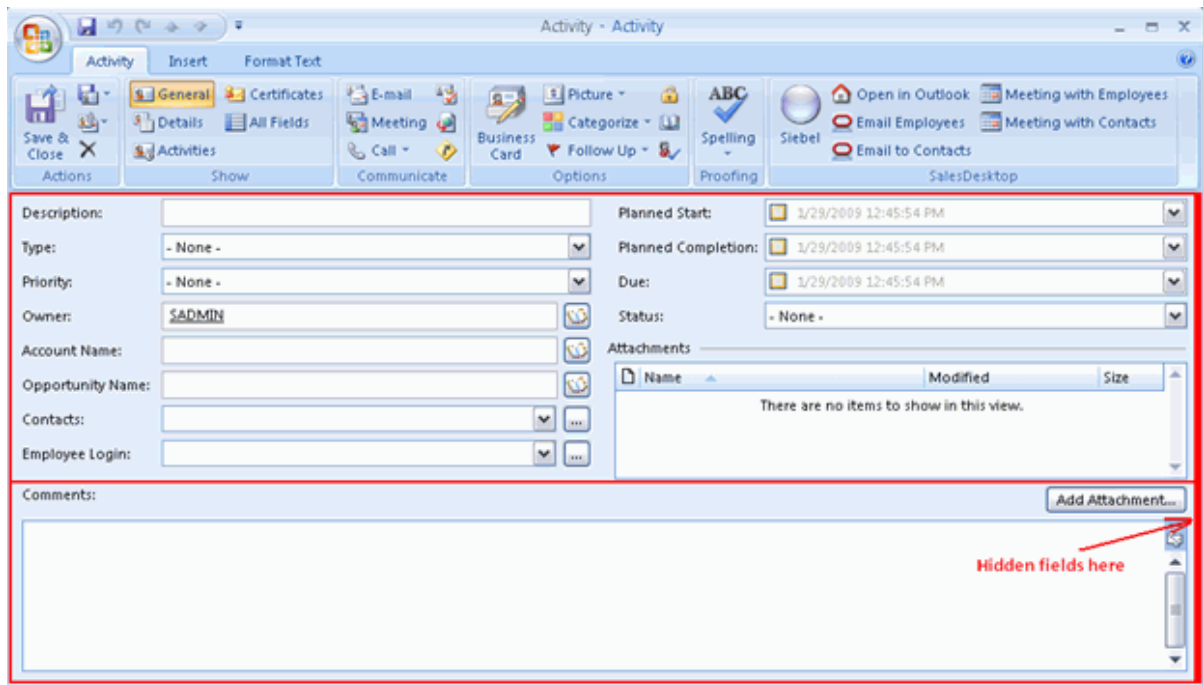 Activity - Activity
Activity Insert Format Text
Save & Close
Actions
General Certificates
Details All Fields
Activities
Show
E-mail
Meeting
Call
Communicate
Business Card
Picture
Categorize
Follow Up
Options
ABC
Spelling
Proofing
Siebel
Open in Outlook Meeting with Employees
Email Employees Meeting with Contacts
Email to Contacts
SalesDesktop
Description:
Type: - None -
Priority: - None -
Owner: SADMIN
Account Name:
Opportunity Name:
Contacts:
Employee Login:
Planned Start: 1/29/2009 12:45:54 PM
Planned Completion: 1/29/2009 12:45:54 PM
Due: 1/29/2009 12:45:54 PM
Status: - None -
Attachments
Name Modified Size
There are no items to show in this view.
Comments:
Add Attachment...
Hidden fields here